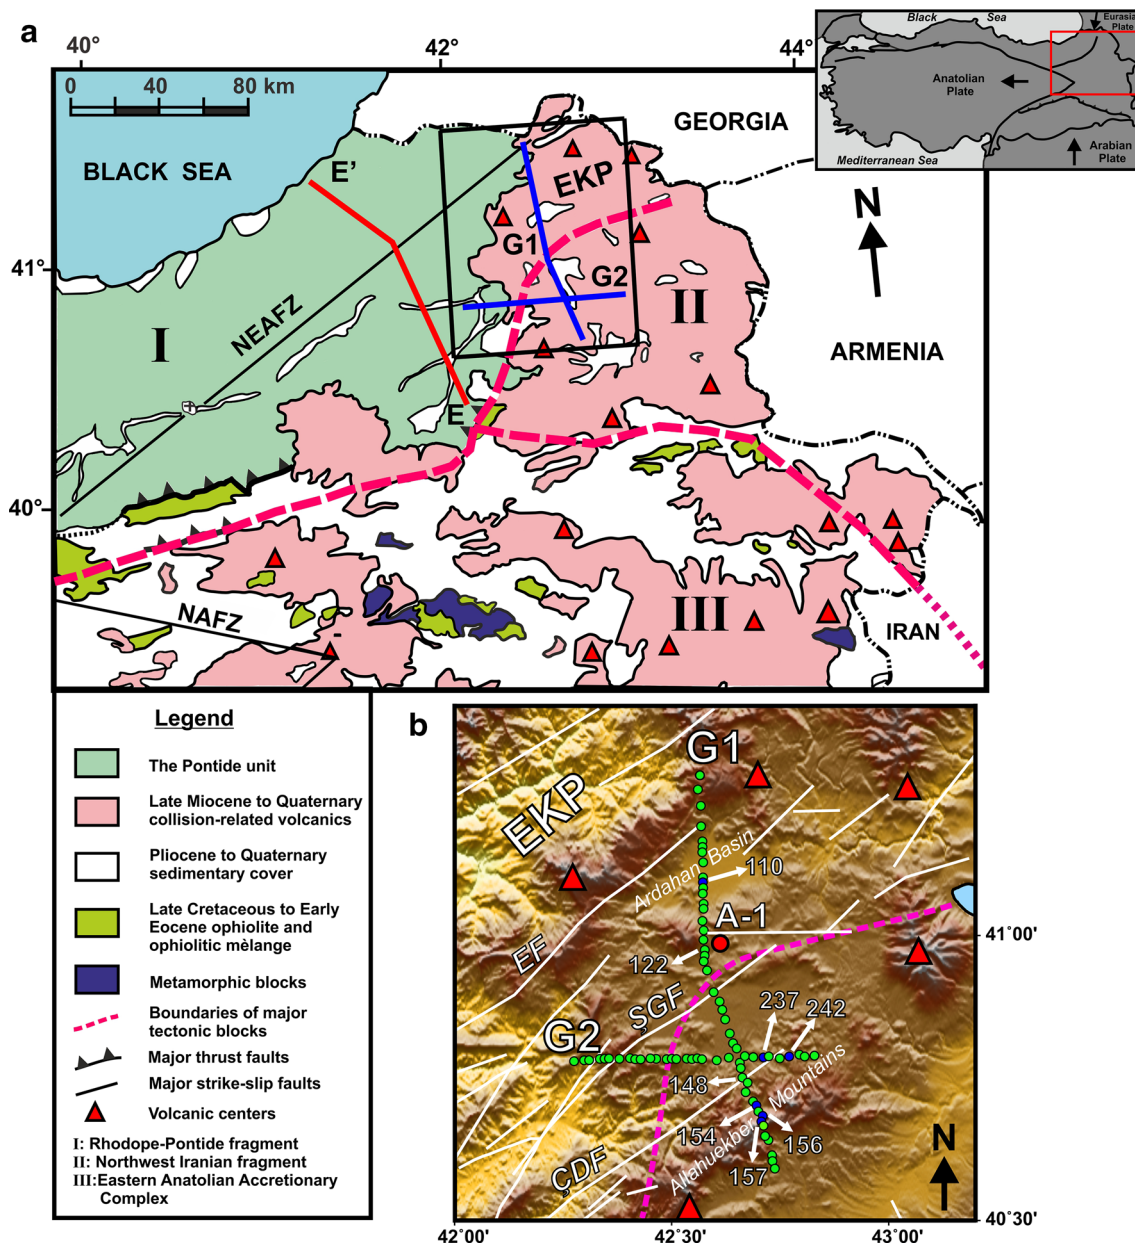 a
40°
42°
44°
0
40
80 km
BLACK SEA
GEORGIA
E'
EKP
G1
G2
N
41°
I
NEAFZ
II
ARMENIA
E
40°
NAFZ
III
IRAN
Black Sea
Eurasia
Plate
Anatolian
Plate
Arabian
Plate
Mediterranean Sea
Legend
The Pontide unit
Late Miocene to Quaternary
collision-related volcanics
Pliocene to Quaternary
sedimentary cover
Late Cretaceous to Early
Eocene ophiolite and
ophiolitic mèlange
Metamorphic blocks
Boundaries of major
tectonic blocks
Major thrust faults
Major strike-slip faults
Volcanic centers
I: Rhodope-Pontide fragment
II: Northwest Iranian fragment
III:Eastern Anatolian Accretionary
Complex
b
G1
EKP
Ardahan Basin
110
A-1
41°00'
EF
122
ŞGF
237
242
G2
148
Allahuekber Mountains
154
156
157
ÇDF
N
40°30'
42°00'
42°30'
43°00'